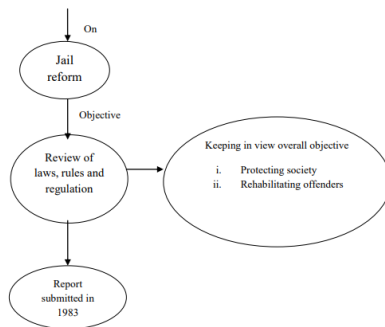 On
Jail
reform
Objective
Review of
laws, rules and
regulation
Keeping in view overall objective
i. Protecting society
ii. Rehabilitating offenders
Report
submitted in
1983